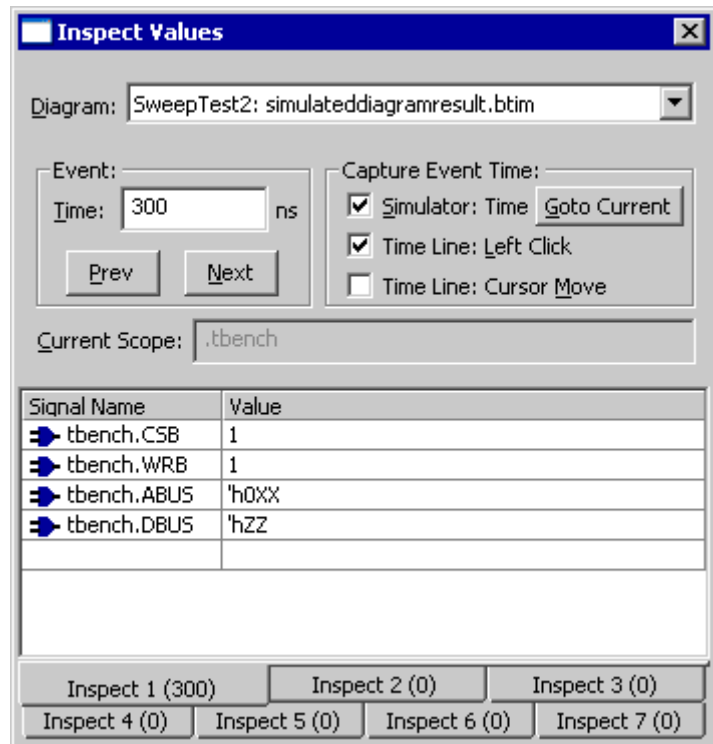 Inspect Values
Diagram: SweepTest2: simulateddiagramresult.btim
Event:
Time: 300 ns
Prev Next
Capture Event Time:
Simulator: Time Goto Current
Time Line: Left Click
Time Line: Cursor Move
Current Scope: .tbench
Signal Name Value
tbench.CSB 1
tbench.WRB 1
tbench.ABUS 'h0XX
tbench.DBUS 'hZZ
Inspect 1 (300) Inspect 2 (0) Inspect 3 (0)
Inspect 4 (0) Inspect 5 (0) Inspect 6 (0) Inspect 7 (0)